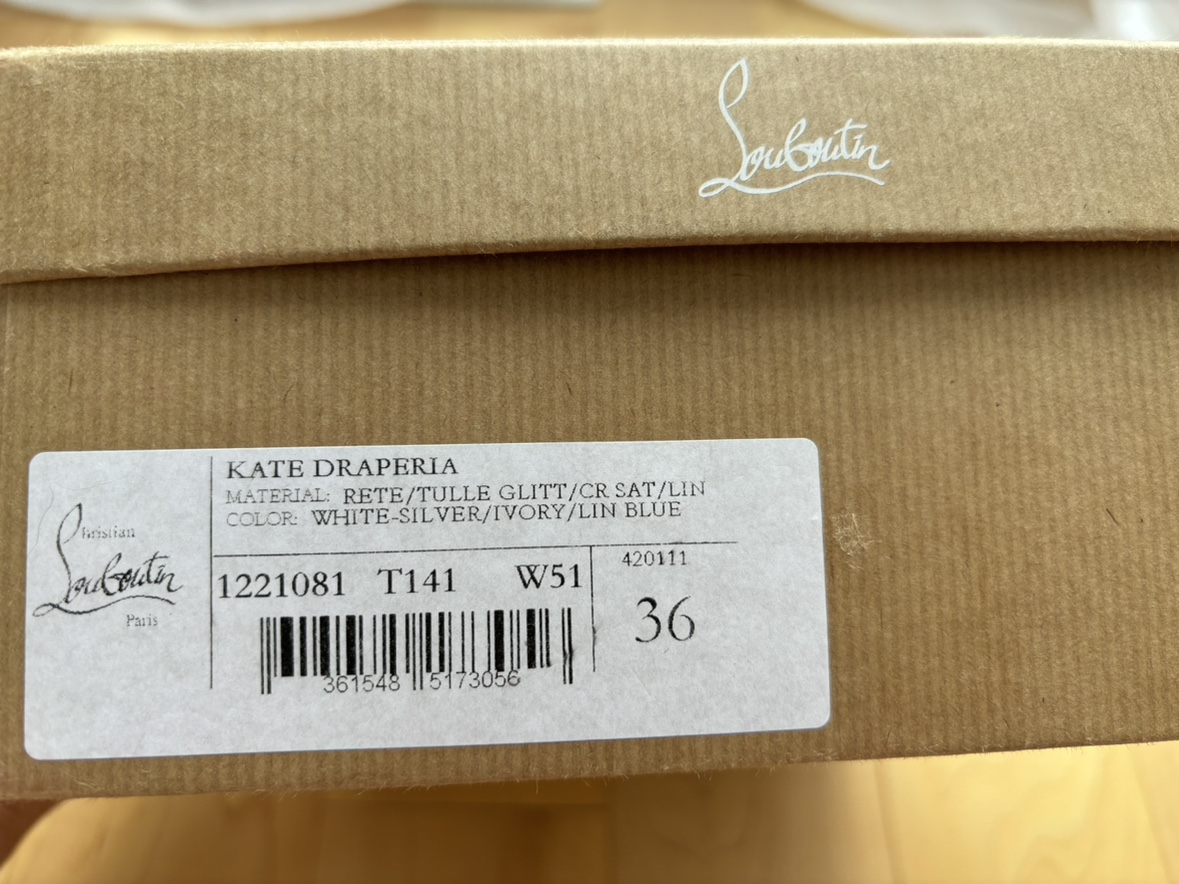 Louboutin
KATE DRAPERIA
MATERIAL: RETE/TULLE GLITT/CR SAT/LIN
COLOR: WHITE-SILVER/IVORY/LIN BLUE
Christian
Louboutin
Paris
1221081 T141 W51
420111
36
361548 5173056